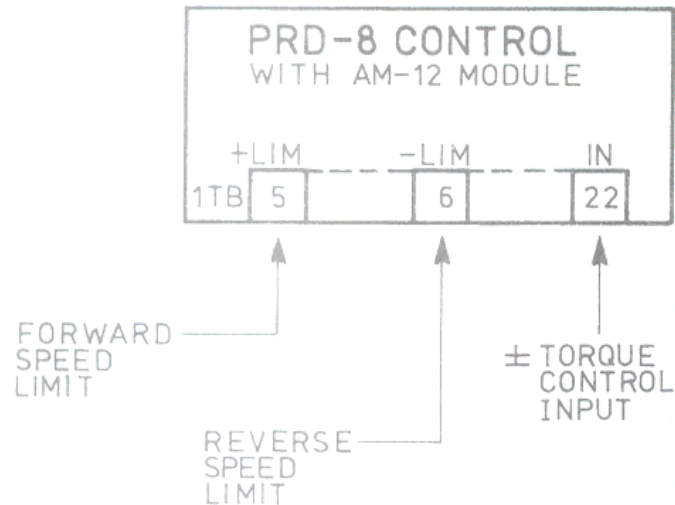 PRD-8 CONTROL
WITH AM-12 MODULE
+LIM -LIM IN
1TB 5 6 22
FORWARD
SPEED
LIMIT
± TORQUE
CONTROL
INPUT
REVERSE
SPEED
LIMIT